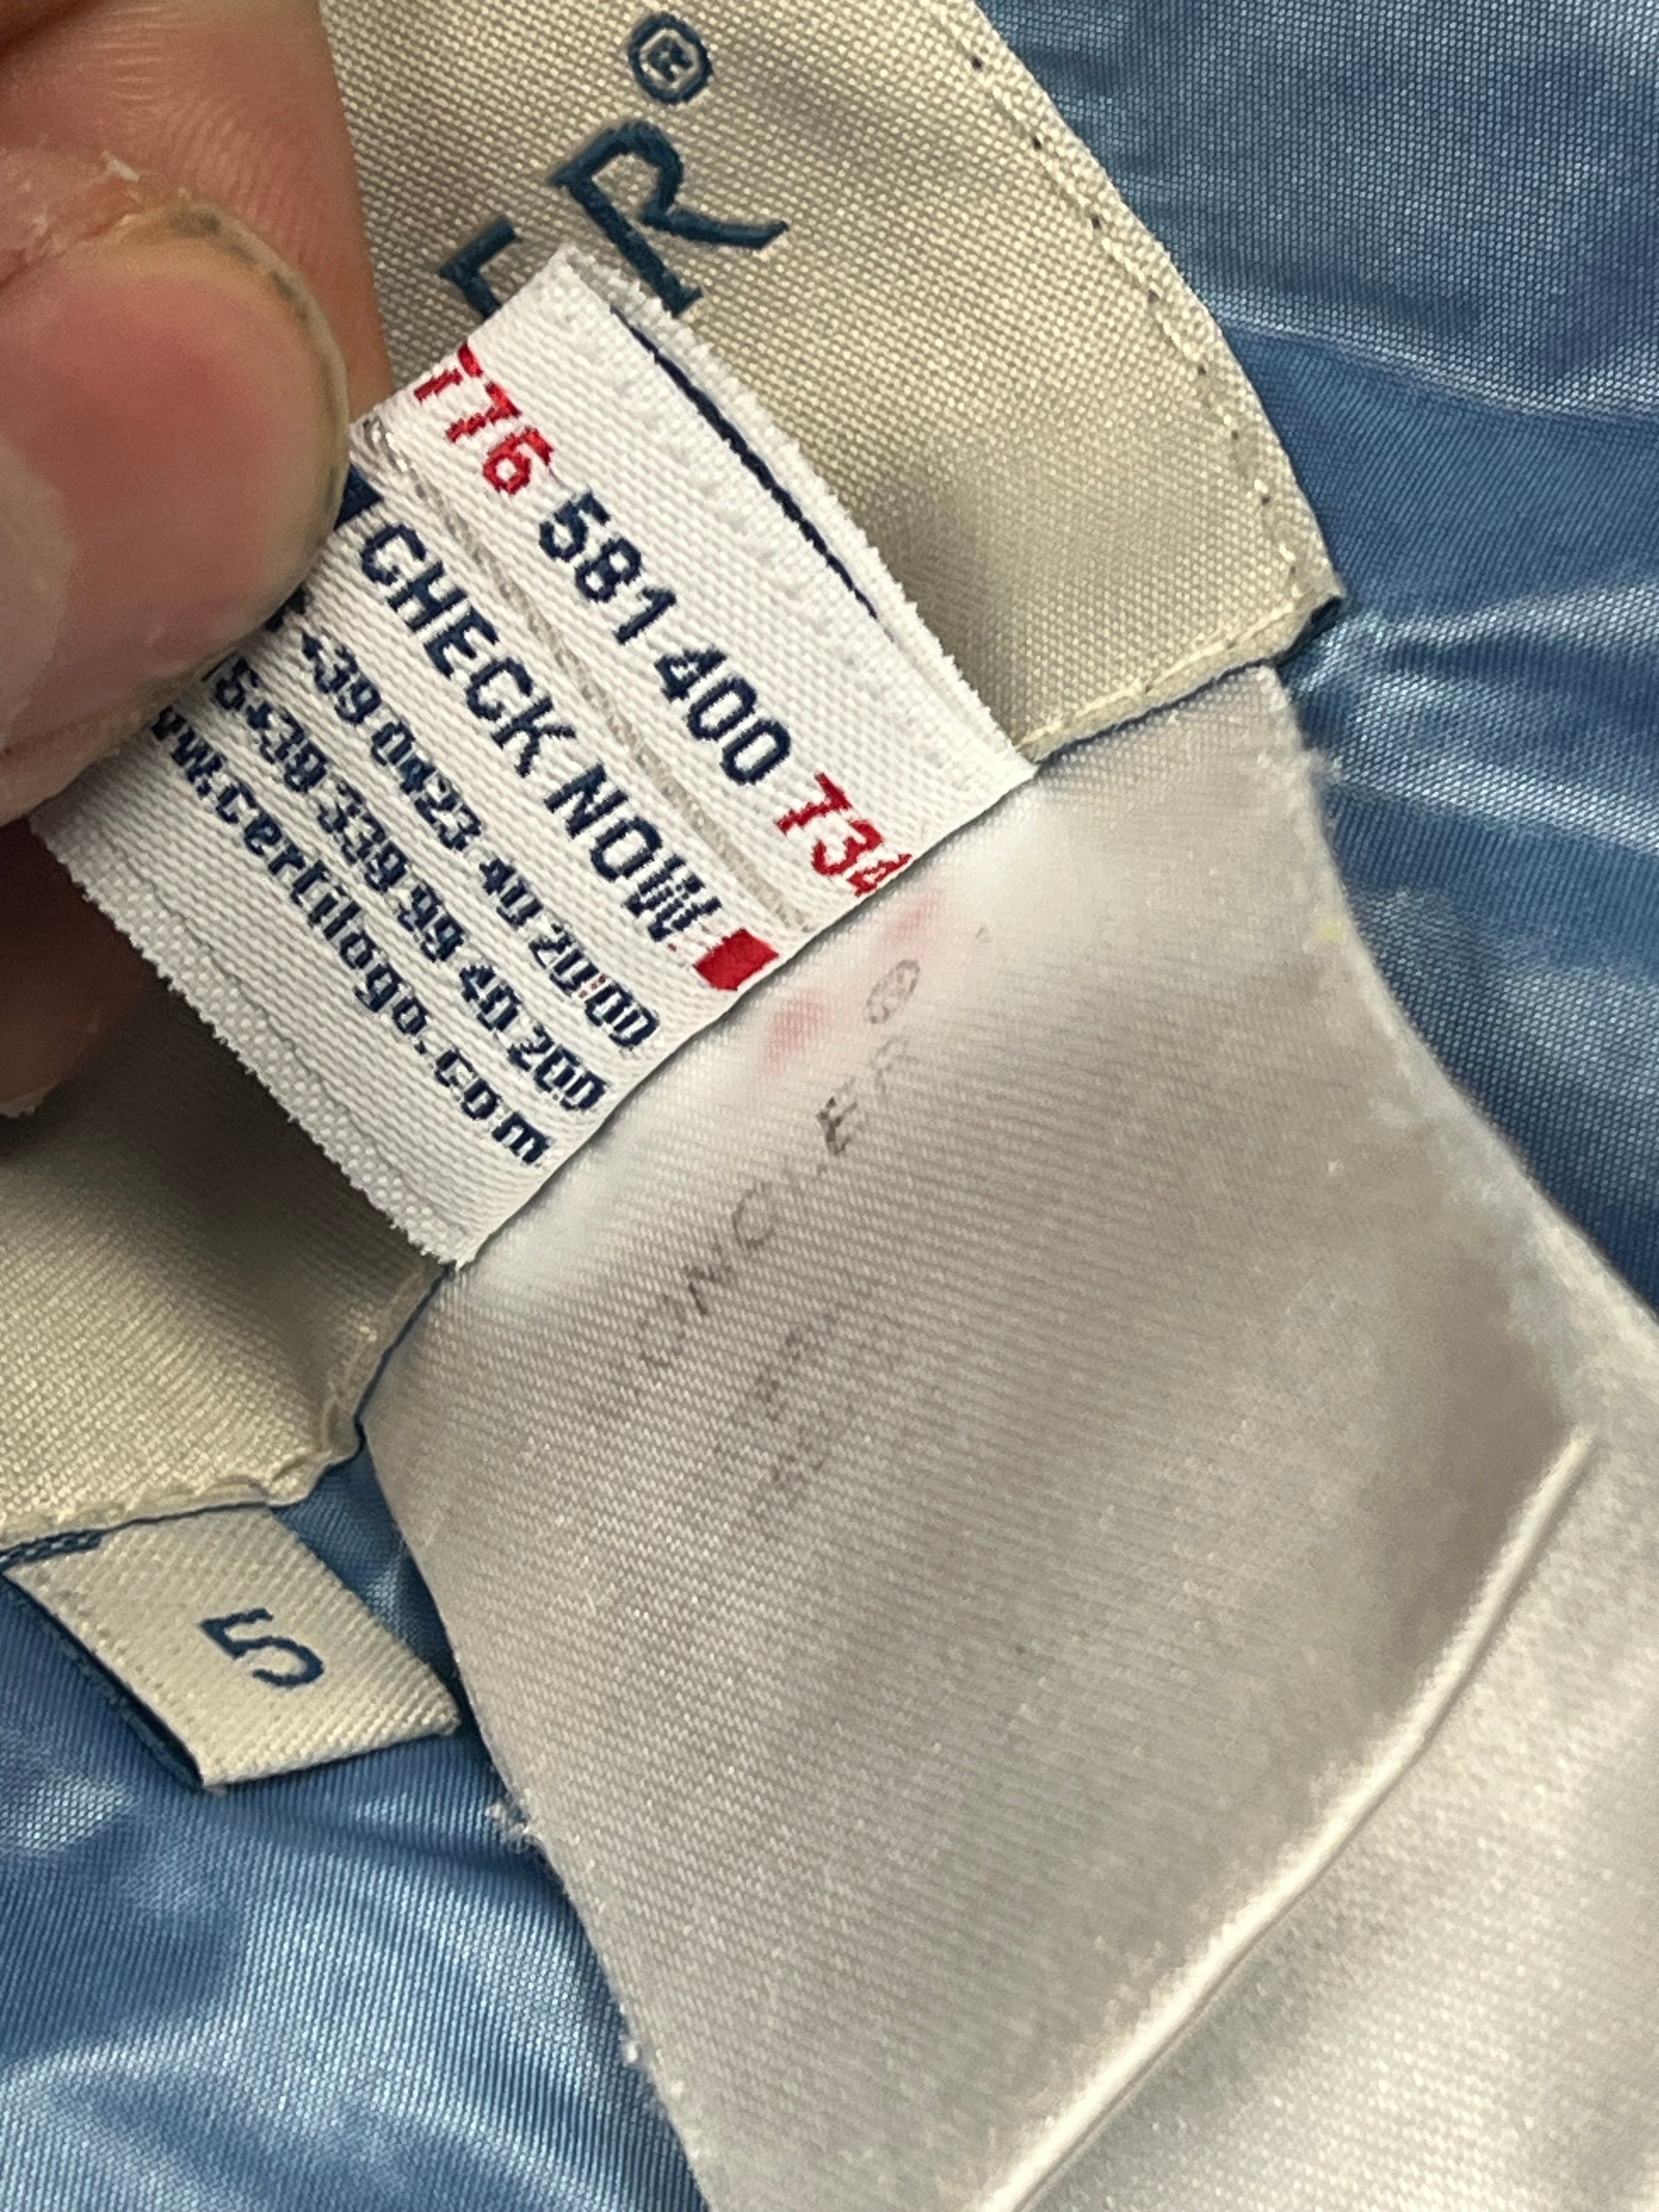 ER®
776 581 400 734
CHECK NOW
+39 0423 40 20 00
+39 339 99 40 200
www.certilogo.com
5